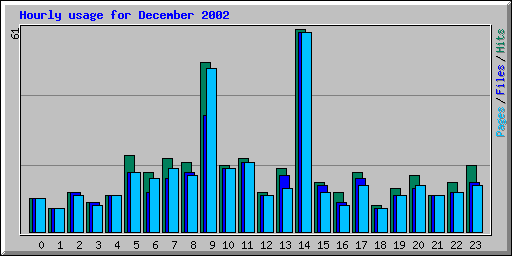 Hourly usage for December 2002
61
Pages/Files/Hits
0 1 2 3 4 5 6 7 8 9 10 11 12 13 14 15 16 17 18 19 20 21 22 23